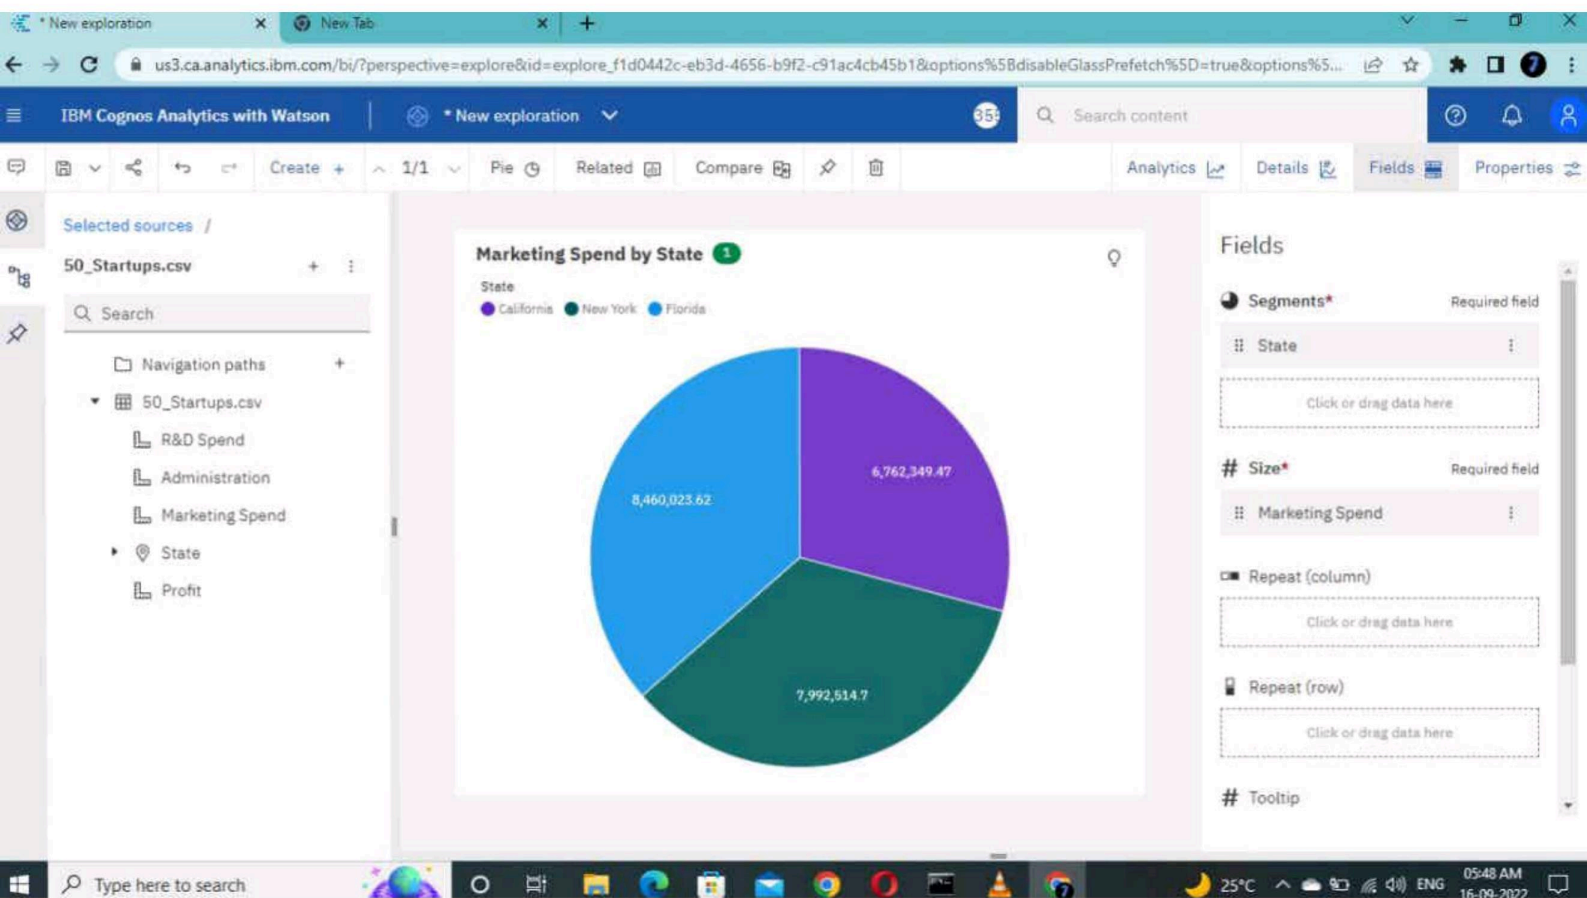 * New exploration
New Tab
us3.ca.analytics.ibm.com/bi/?perspective=explore&id=explore_f1d0442c-eb3d-4656-b9f2-c91ac4cb45b1&options%5BdisableGlassPrefetch%5D=true&options%5...
IBM Cognos Analytics with Watson
* New exploration
Search content
Create +
1/1
Pie
Related
Compare
Analytics
Details
Fields
Properties
Selected sources /
50_Startups.csv
Search
Navigation paths
50_Startups.csv
R&D Spend
Administration
Marketing Spend
State
Profit
Marketing Spend by State 1
State
California New York Florida
6,762,349.47
8,460,023.62
7,992,514.7
Fields
Segments* Required field
State
Click or drag data here
# Size* Required field
Marketing Spend
Repeat (column)
Click or drag data here
Repeat (row)
Click or drag data here
# Tooltip
Type here to search
25°C
ENG
05:48 AM
16-09-2022